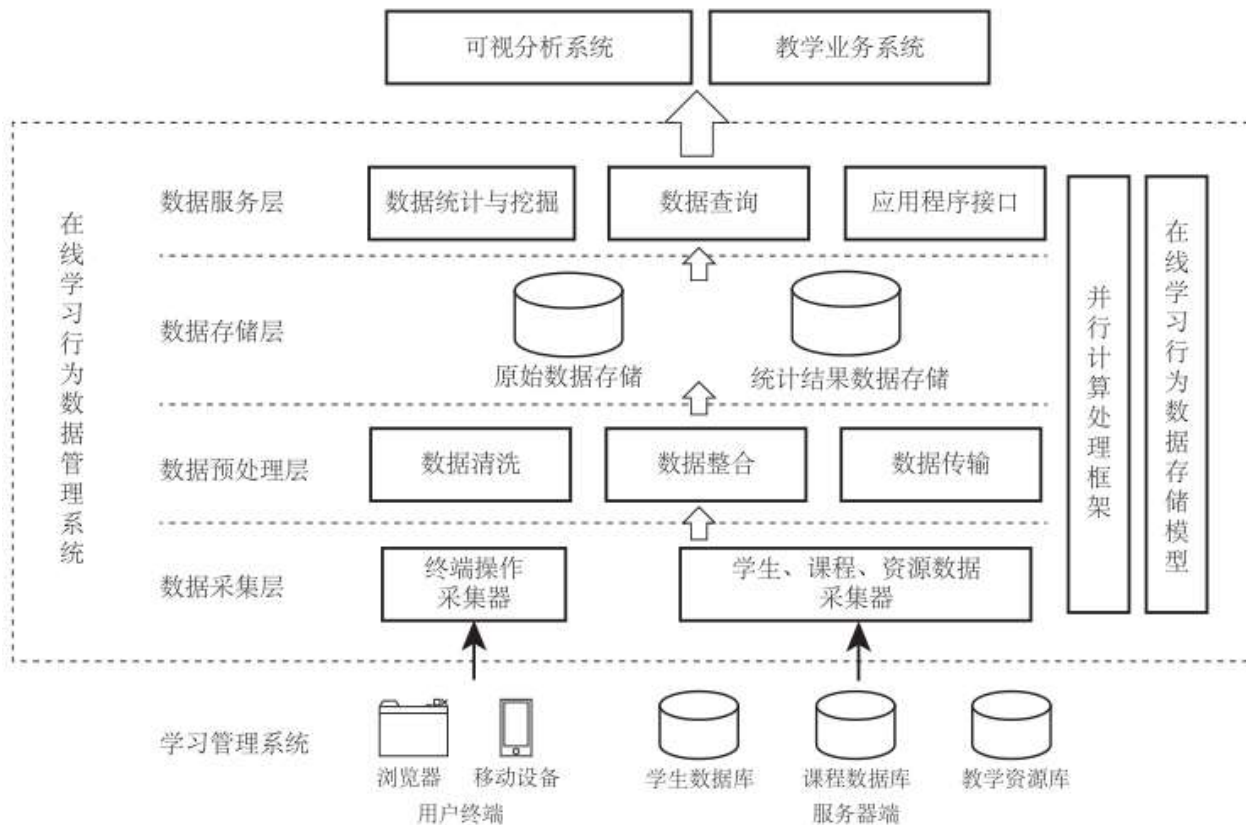 可视分析系统
教学业务系统
在线学习行为数据管理系统
数据服务层
数据统计与挖掘
数据查询
应用程序接口
数据存储层
原始数据存储
统计结果数据存储
数据预处理层
数据清洗
数据整合
数据传输
数据采集层
终端操作
采集器
学生、课程、资源数据
采集器
并行计算处理框架
在线学习行为数据存储模型
学习管理系统
浏览器
移动设备
学生数据库
课程数据库
教学资源库
用户终端
服务器端